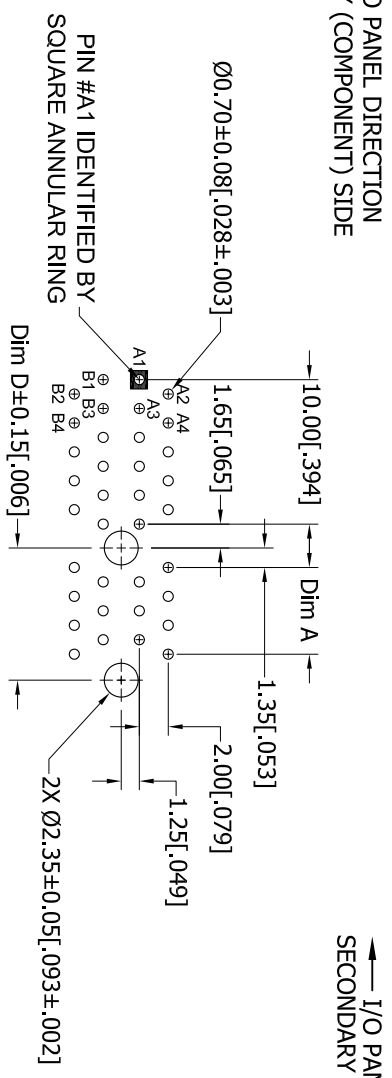 O PANEL DIRECTION
Y (COMPONENT) SIDE
I/O PAN
SECONDARY
Ø0.70±0.08[.028±.003]
10.00[.394]
1.65[.065]
Dim A
1.35[.053]
2.00[.079]
1.25[.049]
A2 A4
A1
A3
B1 B3
B2 B4
PIN #A1 IDENTIFIED BY
SQUARE ANNULAR RING
Dim D±0.15[.006]
2X Ø2.35±0.05[.093±.002]